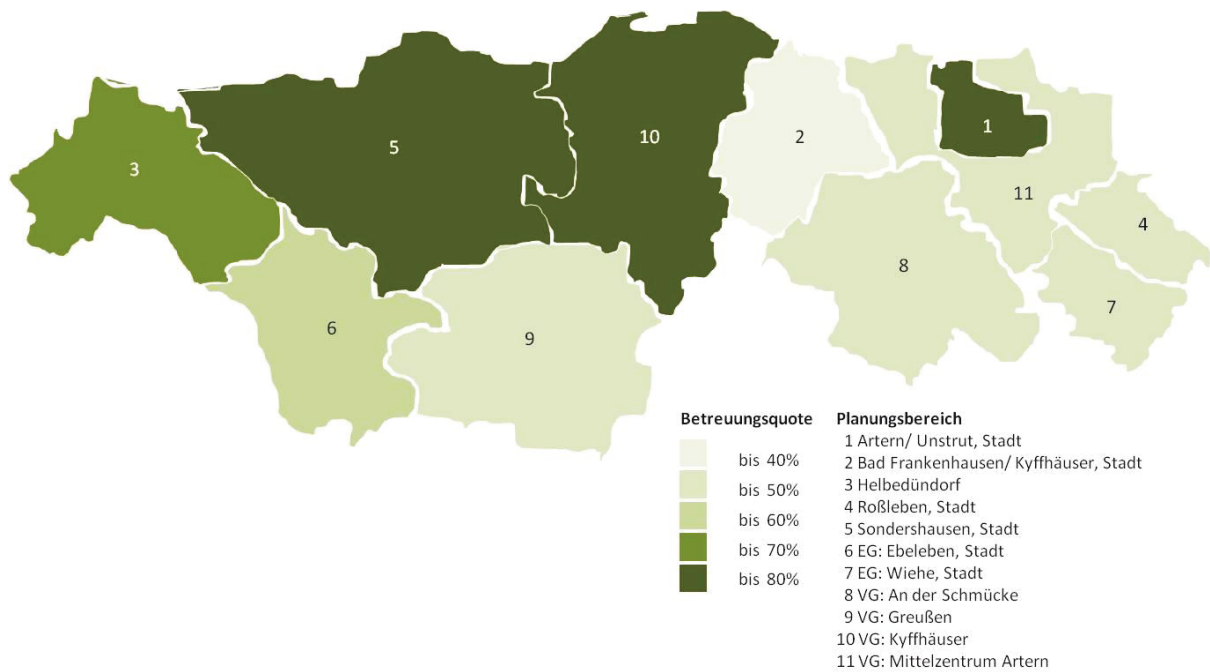 5
10
2
1
3
11
4
8
7
6
9
Betreuungsquote
bis 40%
bis 50%
bis 60%
bis 70%
bis 80%
Planungsbereich
1 Artern/ Unstrut, Stadt
2 Bad Frankenhausen/ Kyffhäuser, Stadt
3 Helbedündorf
4 Roßleben, Stadt
5 Sondershausen, Stadt
6 EG: Ebeleben, Stadt
7 EG: Wiehe, Stadt
8 VG: An der Schmücke
9 VG: Greußen
10 VG: Kyffhäuser
11 VG: Mittelzentrum Artern